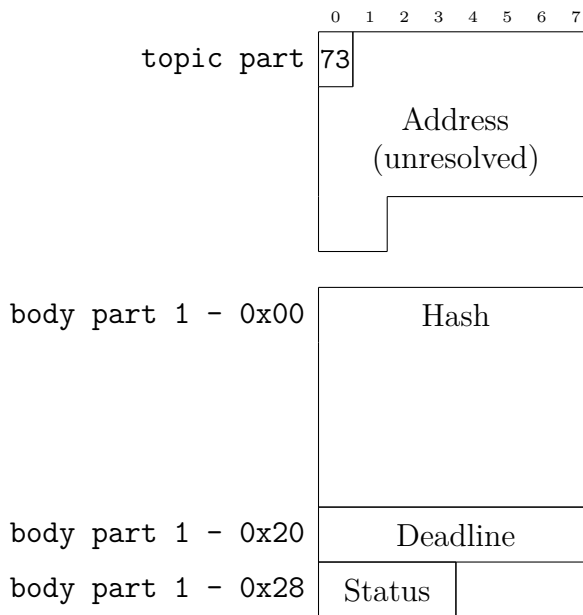 0 1 2 3 4 5 6 7
topic part 73
Address
(unresolved)
body part 1 - 0x00 Hash
body part 1 - 0x20 Deadline
body part 1 - 0x28 Status